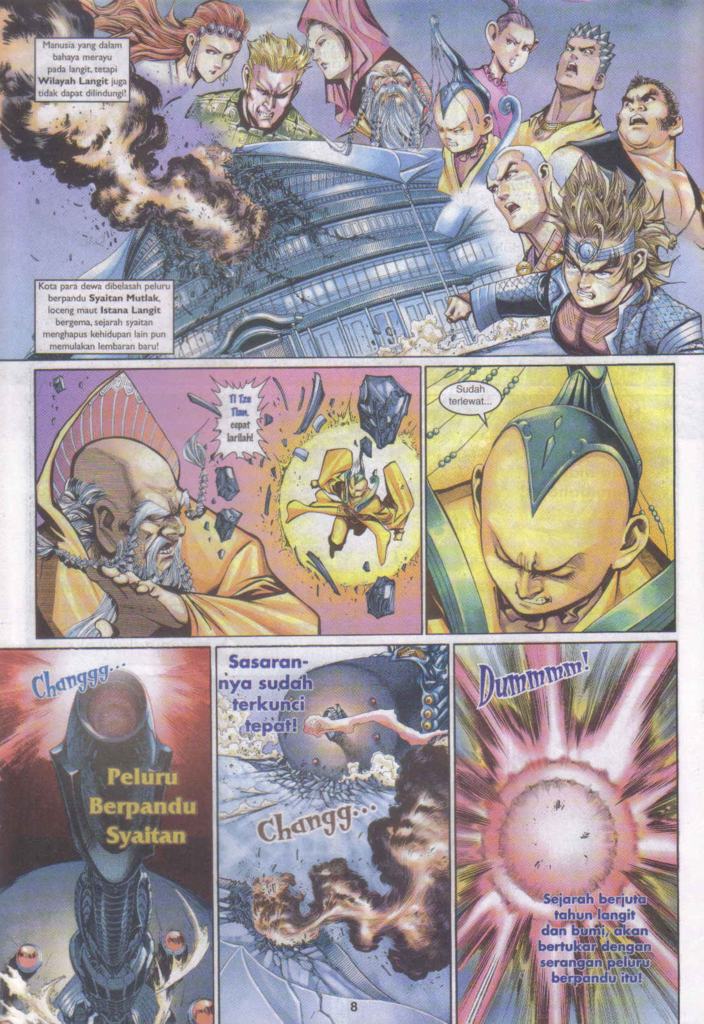 Manusia yang dalam
bahaya merayu
pada langit, tetapi
Wilayah Langit juga
tidak dapat dilindungi!
Kota para dewa dibelasah peluru
berpandu Syaitan Mutlak,
loceng maut Istana Langit
bergema, sejarah syaitan
menghapus kehidupan lain pun
memulakan lembaran baru!
Ti Tze
Tian,
cepat
larilah!
Sudah
terlewat...
Changgg...
Peluru
Berpandu
Syaitan
Sasaran-
nya sudah
terkunci
tepat!
Changg...
Dummmm!
Sejarah berjuta
tahun langit
dan bumi, akan
bertukar dengan
serangan peluru
berpandu itu!
8